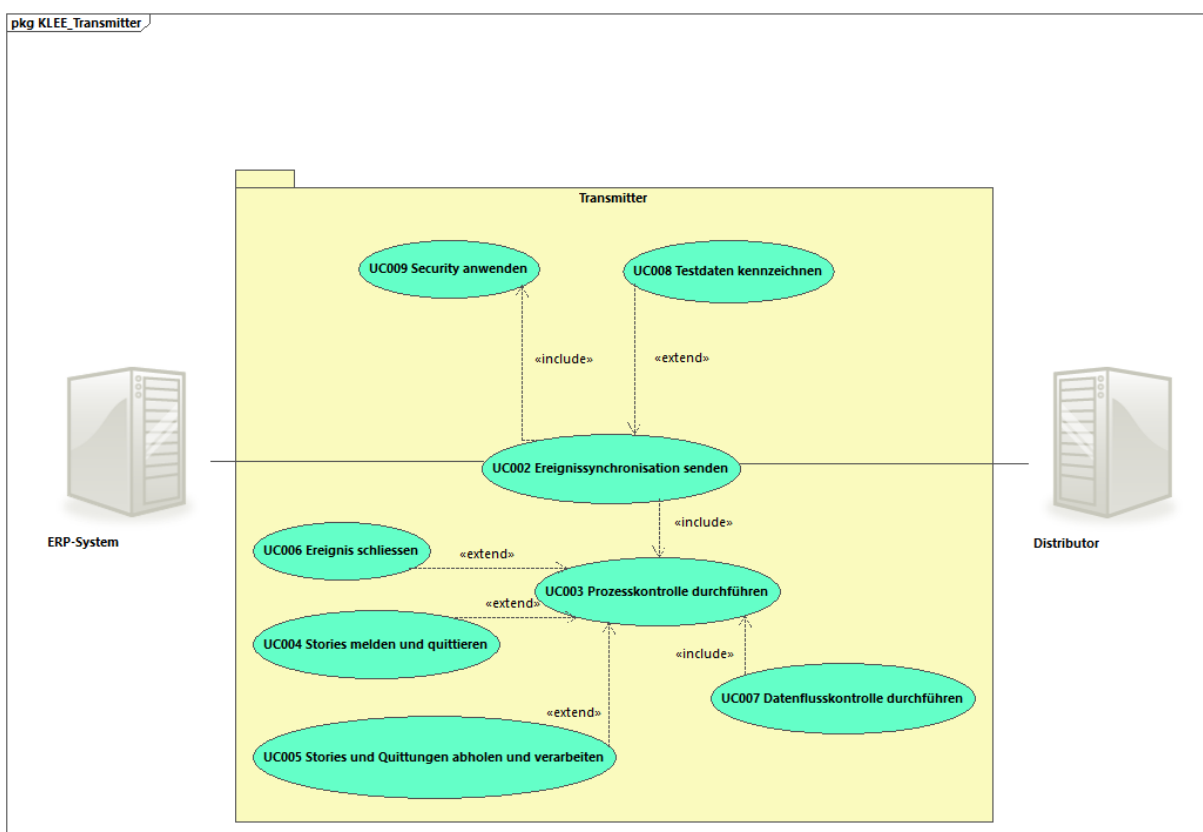 pkg KLEE_Transmitter
Transmitter
UC009 Security anwenden
UC008 Testdaten kennzeichnen
«include»
«extend»
UC002 Ereignissynchronisation senden
«include»
ERP-System
Distributor
UC006 Ereignis schliessen
«extend»
UC003 Prozesskontrolle durchführen
«extend»
UC004 Stories melden und quittieren
«include»
UC007 Datenflusskontrolle durchführen
«extend»
UC005 Stories und Quittungen abholen und verarbeiten